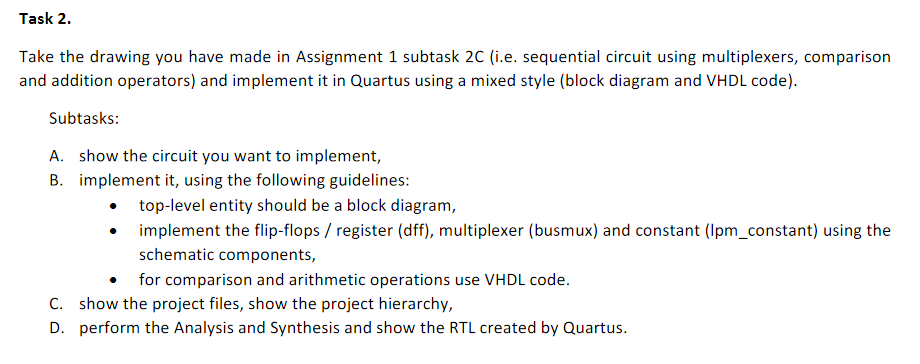 Task 2.
Take the drawing you have made in Assignment 1 subtask 2C (i.e. sequential circuit using multiplexers, comparison
and addition operators) and implement it in Quartus using a mixed style (block diagram and VHDL code).
Subtasks:
A. show the circuit you want to implement,
B. implement it, using the following guidelines:
• top-level entity should be a block diagram,
• implement the flip-flops / register (dff), multiplexer (busmux) and constant (lpm_constant) using the
schematic components,
• for comparison and arithmetic operations use VHDL code.
C. show the project files, show the project hierarchy,
D. perform the Analysis and Synthesis and show the RTL created by Quartus.